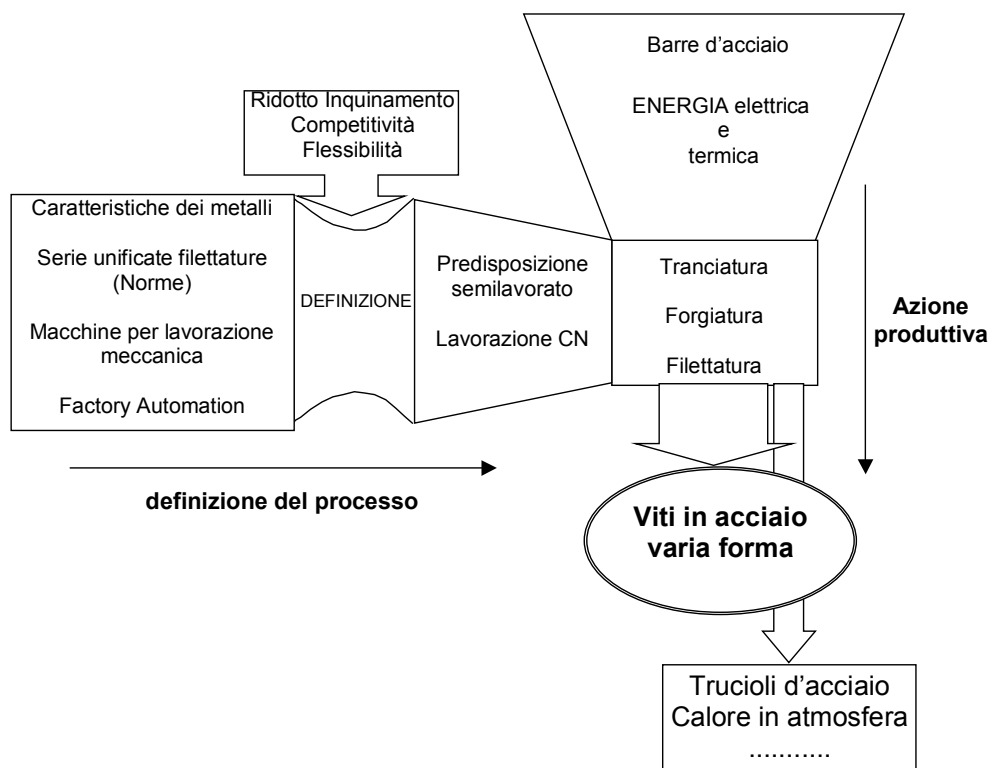 Barre d'acciaio
ENERGIA elettrica
e
termica
Ridotto Inquinamento
Competitività
Flessibilità
Caratteristiche dei metalli
Serie unificate filettature
(Norme)
Macchine per lavorazione
meccanica
Factory Automation
DEFINIZIONE
Predisposizione
semilavorato
Lavorazione CN
Tranciatura
Forgiatura
Filettatura
Azione
produttiva
definizione del processo
Viti in acciaio
varia forma
Trucioli d'acciaio
Calore in atmosfera
...........